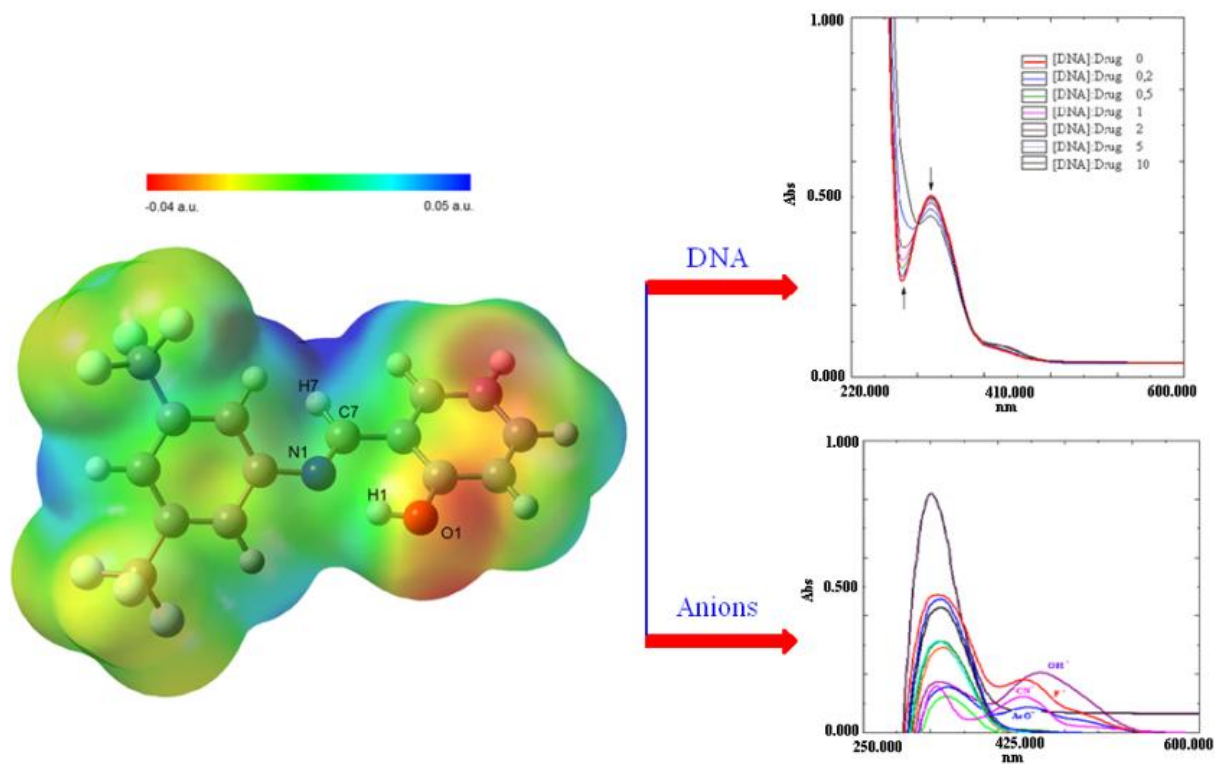 -0.04 a.u.
0.05 a.u.
H7
C7
N1
H1
O1
DNA
Anions
1.000
[DNA]:Drug 0
[DNA]:Drug 0,2
[DNA]:Drug 0,5
[DNA]:Drug 1
[DNA]:Drug 2
[DNA]:Drug 5
[DNA]:Drug 10
Abs
0.500
0.000
220.000
410.000
600.000
nm
1.000
Abs
0.500
OH⁻
CN⁻
F⁻
AcO⁻
0.000
250.000
425.000
600.000
nm